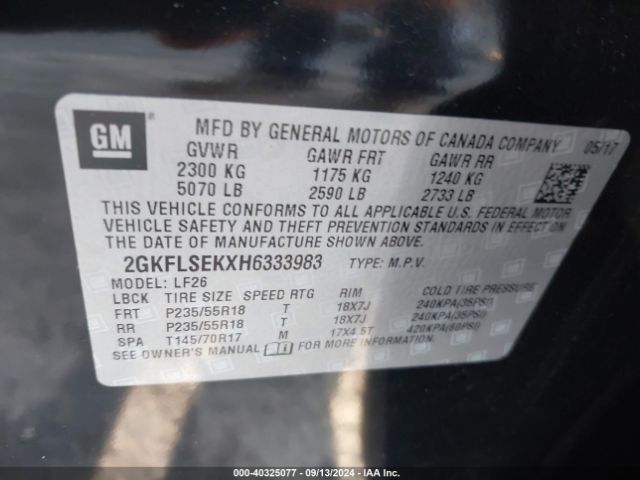 GM
MFD BY GENERAL MOTORS OF CANADA COMPANY 05/17
GVWR GAWR FRT GAWR RR
2300 KG 1175 KG 1240 KG
5070 LB 2590 LB 2733 LB
THIS VEHICLE CONFORMS TO ALL APPLICABLE U.S. FEDERAL MOTOR
VEHICLE SAFETY AND THEFT PREVENTION STANDARDS IN EFFECT ON
THE DATE OF MANUFACTURE SHOWN ABOVE.
2GKFLSEKXH6333983 TYPE: M.P.V.
MODEL: LF26
LBCK TIRE SIZE SPEED RTG RIM COLD TIRE PRESSURE
FRT P235/55R18 T 18X7J 240KPA(35PSI)
RR P235/55R18 T 18X7J 240KPA(35PSI)
SPA T145/70R17 M 17X4.5T 420KPA(60PSI)
SEE OWNER'S MANUAL FOR MORE INFORMATION.
000-40325077 - 09/13/2024 - IAA Inc.